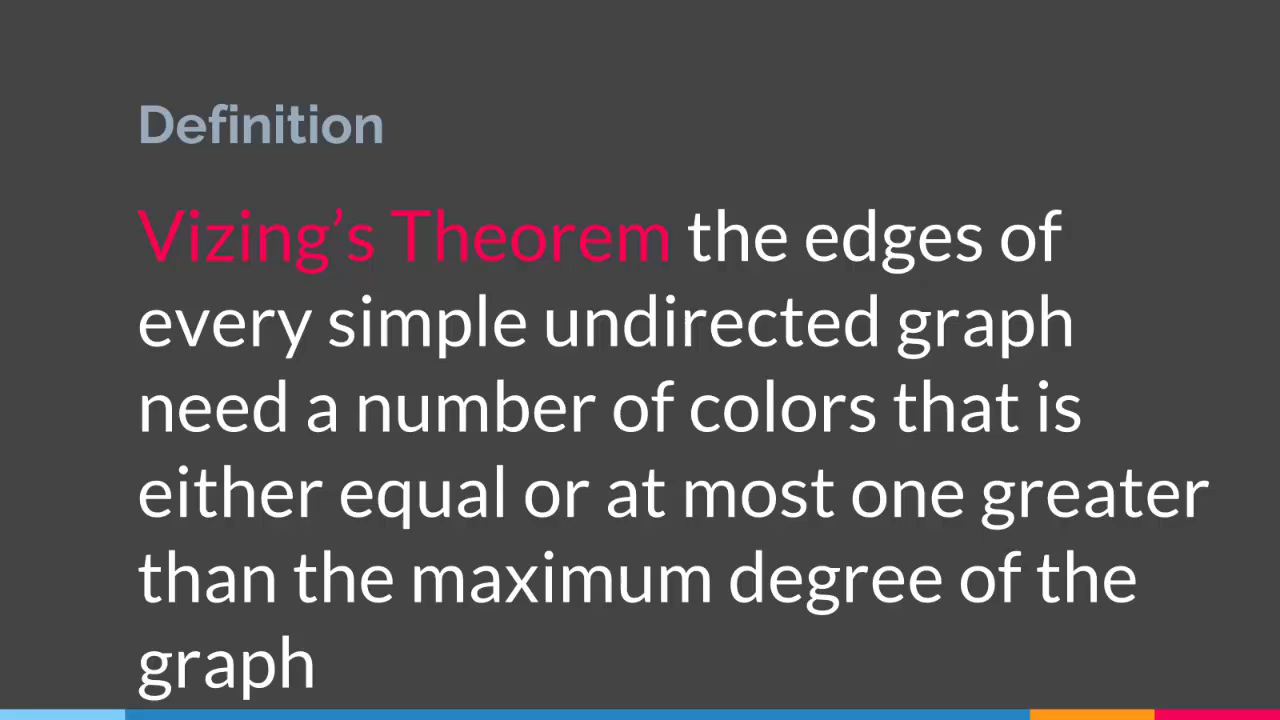 Definition
Vizing’s Theorem the edges of
every simple undirected graph
need a number of colors that is
either equal or at most one greater
than the maximum degree of the
graph